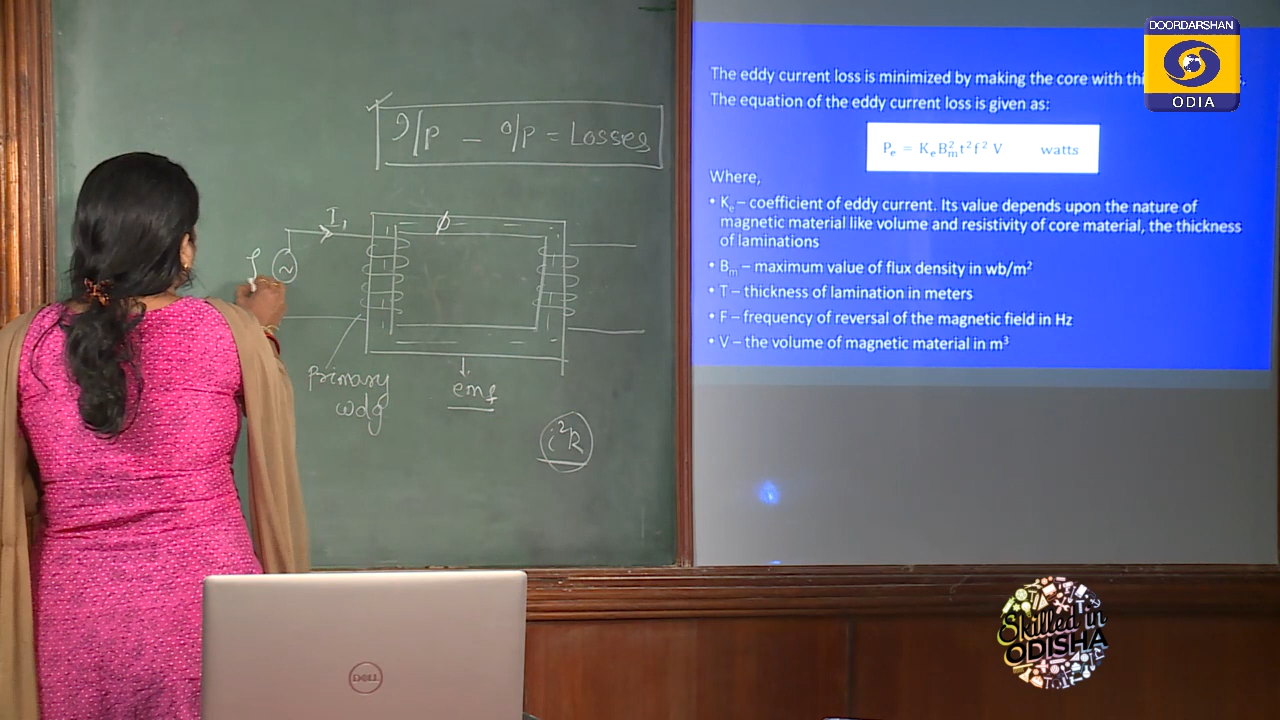 I/P - O/P = Losses
I₁
ϕ
f
~
Primary
wdg
emf
i²R
The eddy current loss is minimized by making the core with
The equation of the eddy current loss is given as:
Pₑ = KₑB²ₘt²f² V watts
Where,
• Kₑ – coefficient of eddy current. Its value depends upon the nature of
magnetic material like volume and resistivity of core material, the thickness
of laminations
• Bₘ – maximum value of flux density in wb/m²
• T – thickness of lamination in meters
• F – frequency of reversal of the magnetic field in Hz
• V – the volume of magnetic material in m³
DOORDARSHAN
ODIA
DELL
Skilled in
ODISHA